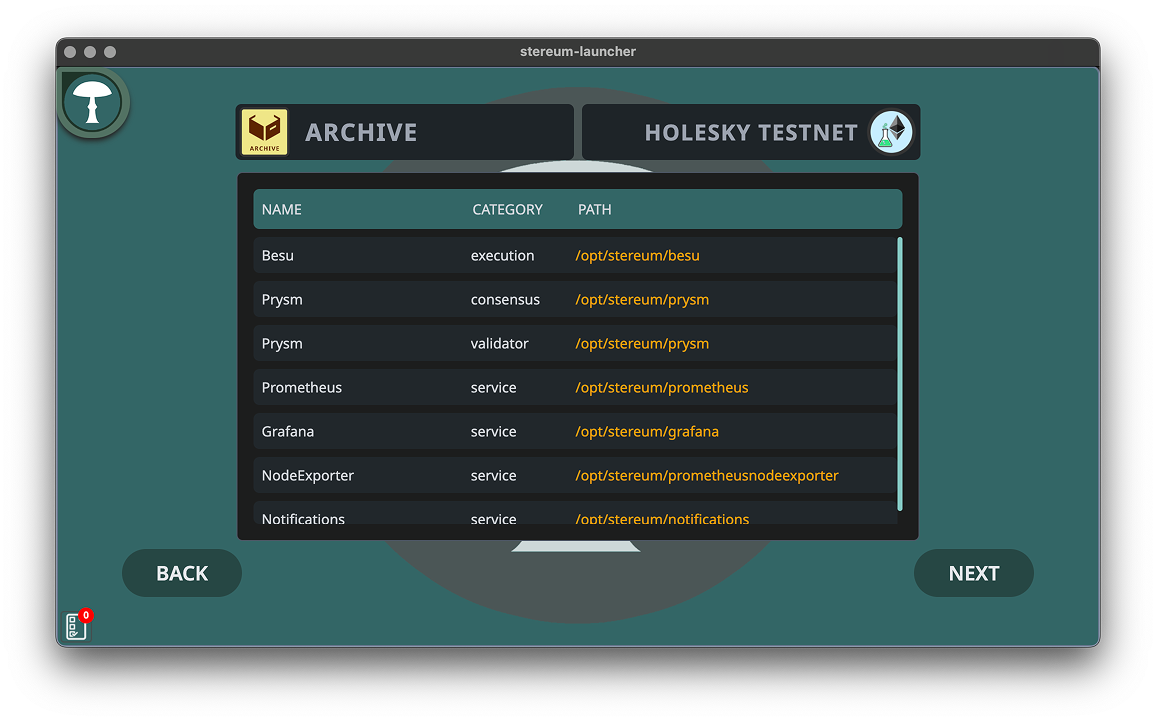 stereum-launcher
ARCHIVE
ARCHIVE
HOLESKY TESTNET
NAME CATEGORY PATH
Besu execution /opt/stereum/besu
Prysm consensus /opt/stereum/prysm
Prysm validator /opt/stereum/prysm
Prometheus service /opt/stereum/prometheus
Grafana service /opt/stereum/grafana
NodeExporter service /opt/stereum/prometheusnodeexporter
Notifications service /opt/stereum/notifications
BACK
NEXT
0